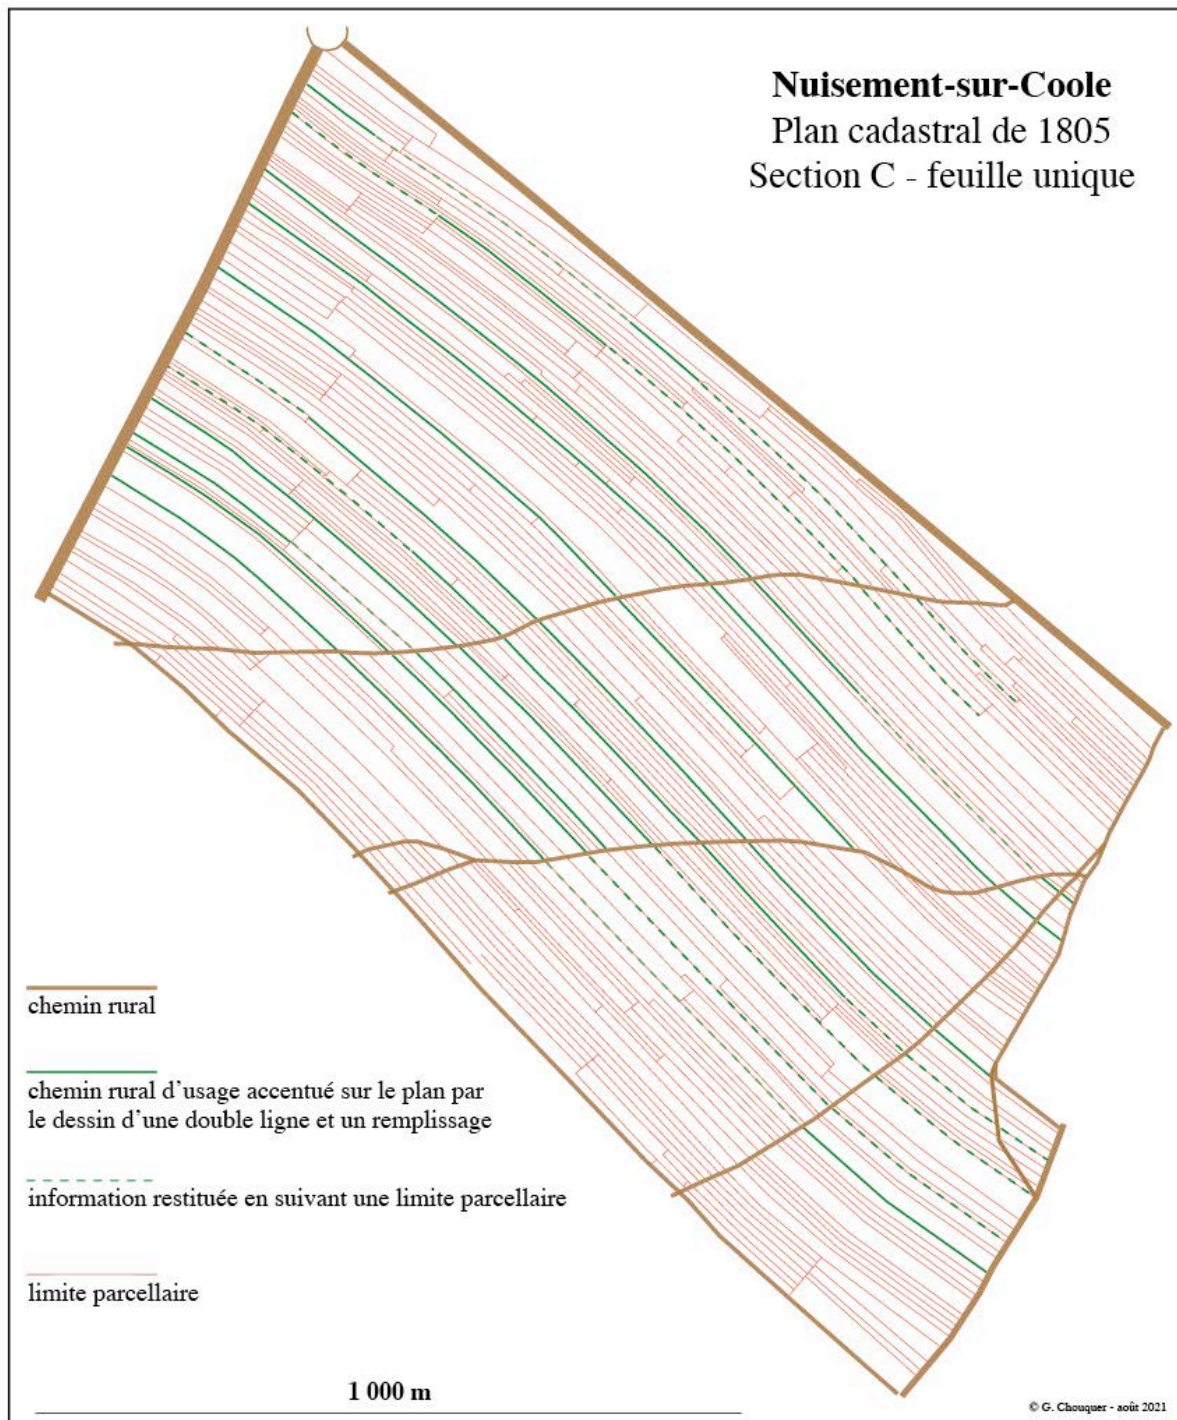 Nuisement-sur-Coole
Plan cadastral de 1805
Section C - feuille unique
chemin rural
chemin rural d'usage accentué sur le plan par
le dessin d'une double ligne et un remplissage
information restituée en suivant une limite parcellaire
limite parcellaire
1 000 m
© G. Chouquer - août 2021